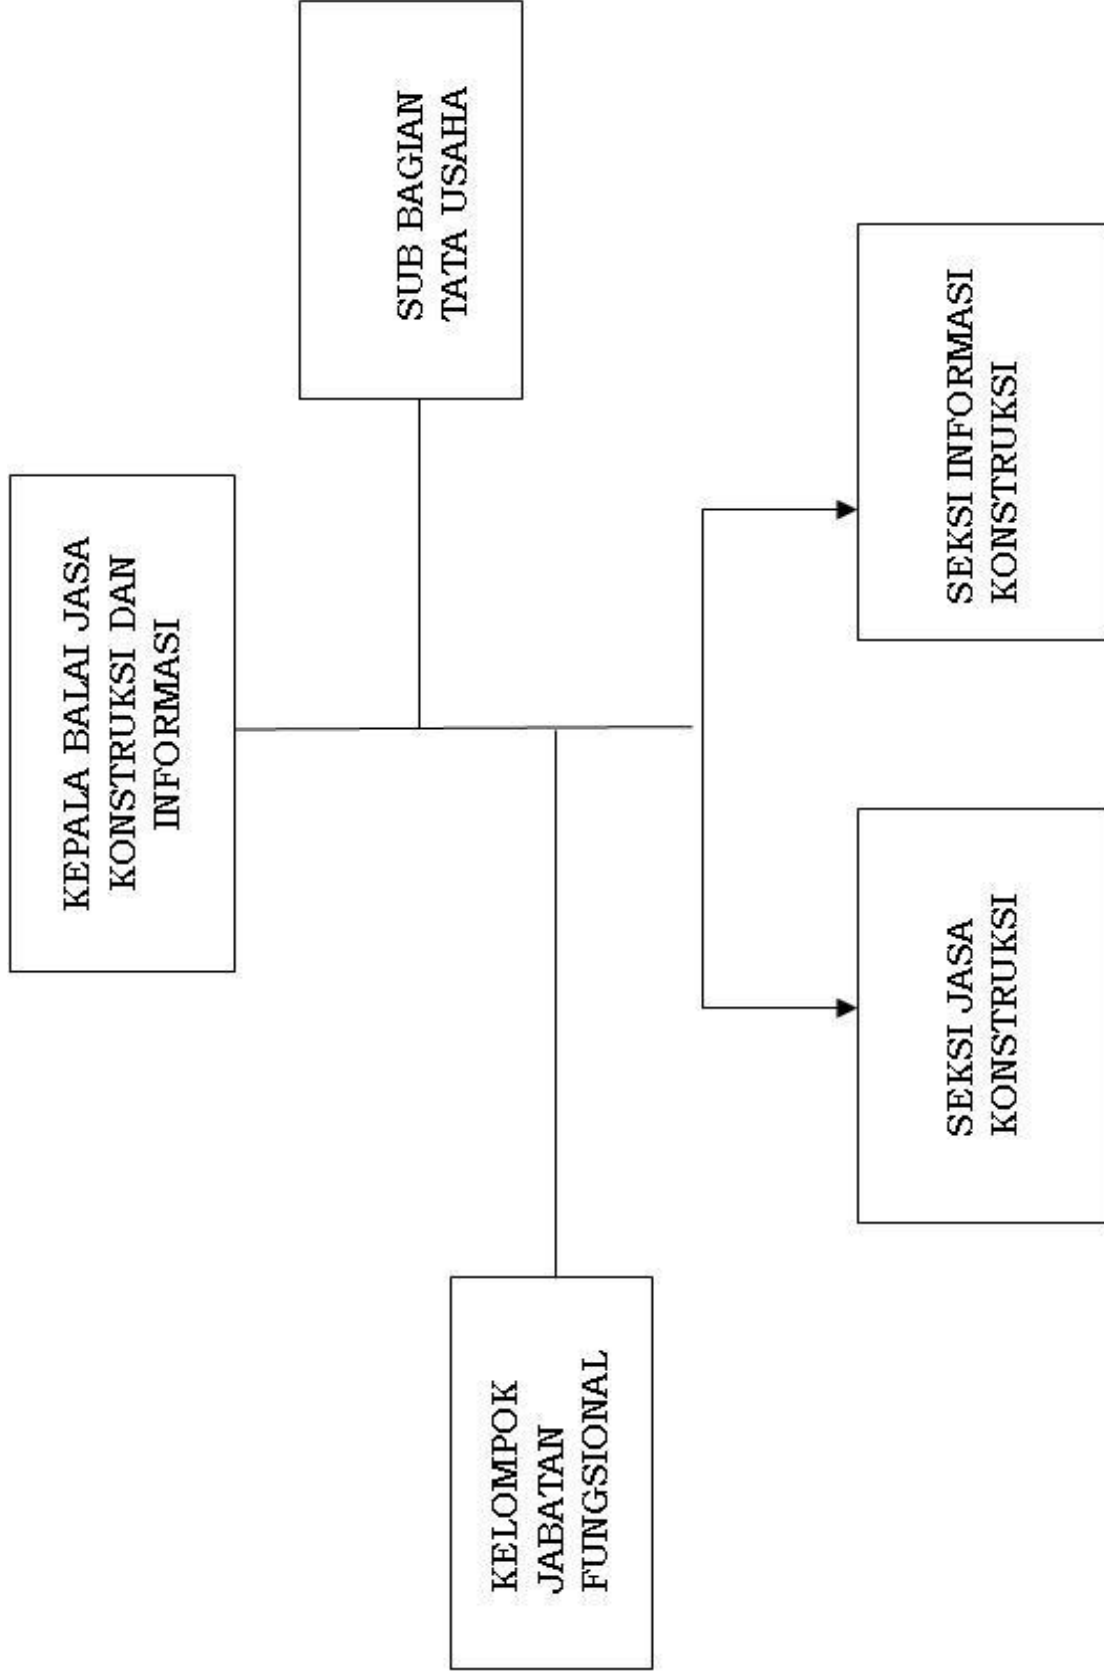 KEPALA BALAI JASA
KONSTRUKSI DAN
INFORMASI
SUB BAGIAN
TATA USAHA
KELOMPOK
JABATAN
FUNGSIONAL
SEKSI JASA
KONSTRUKSI
SEKSI INFORMASI
KONSTRUKSI